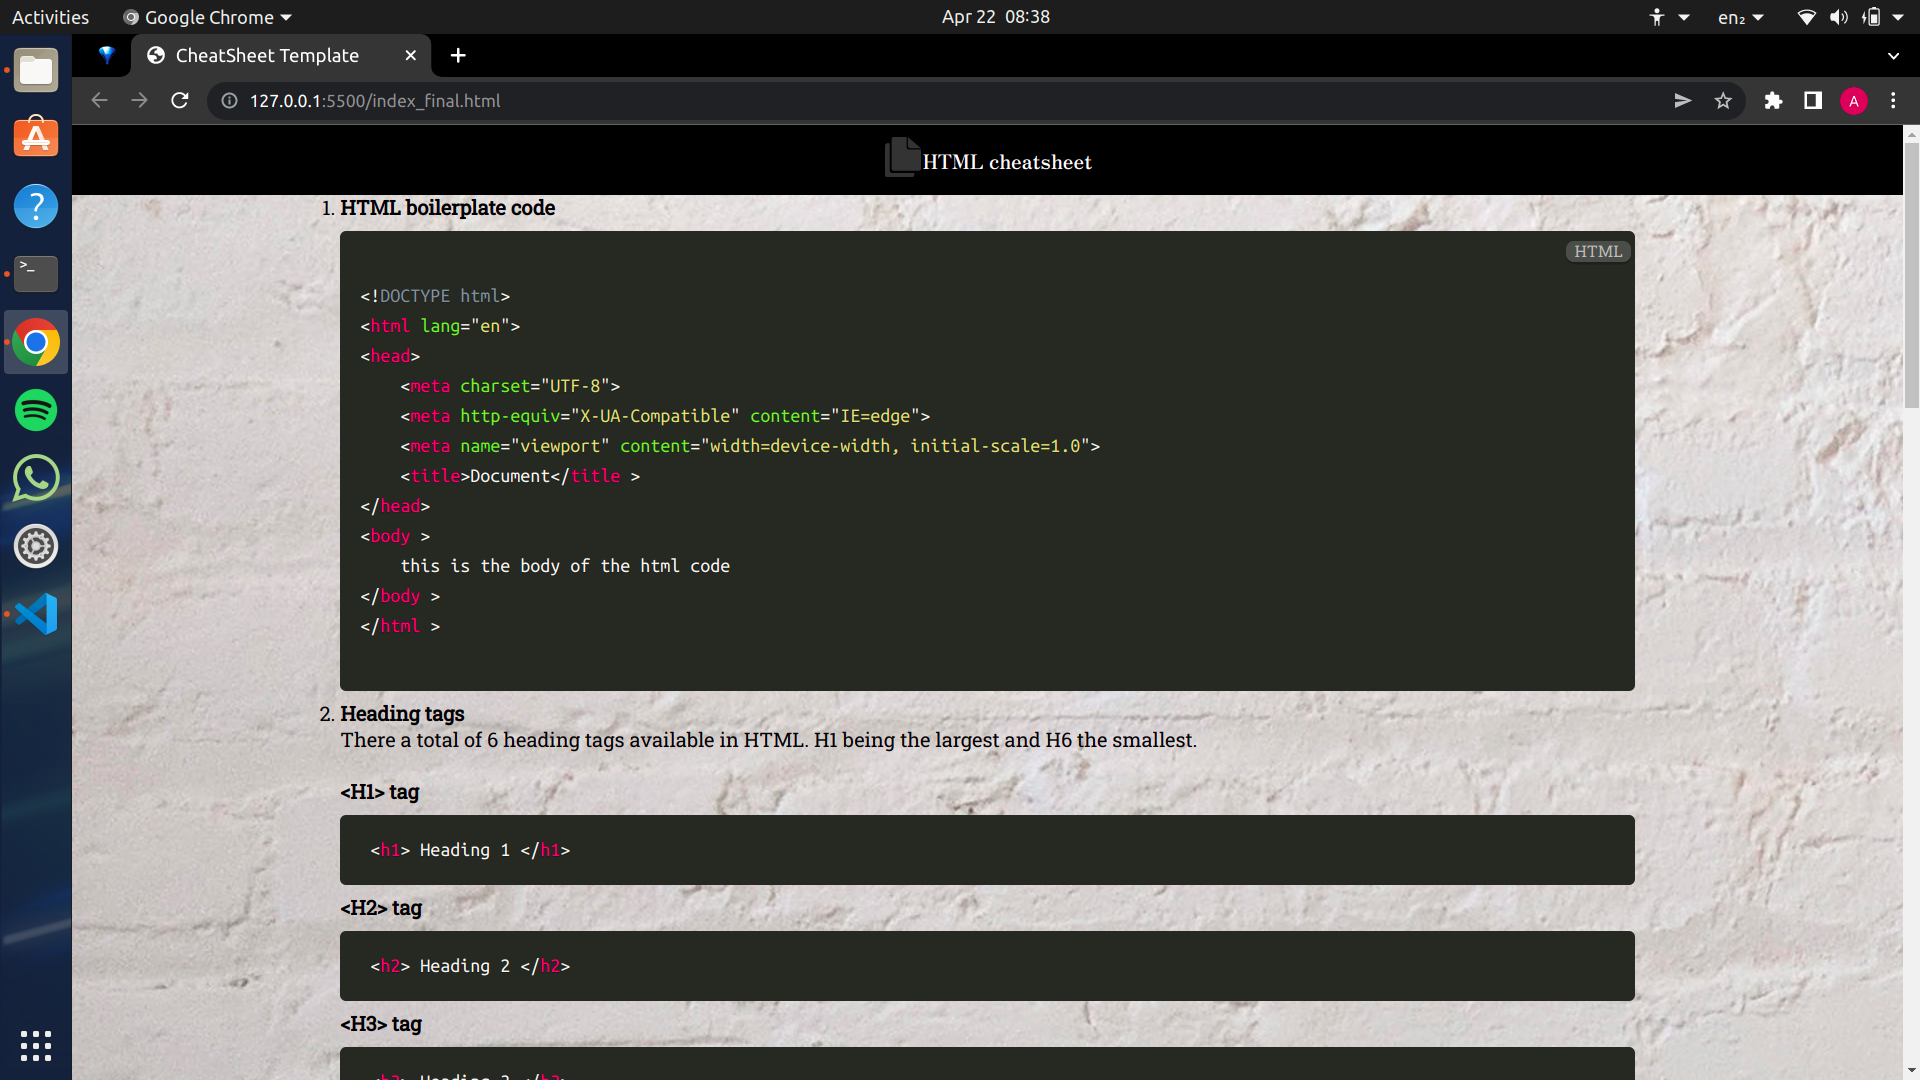 Activities Google Chrome Apr 22 08:38 en₂
CheatSheet Template
127.0.0.1:5500/index_final.html A
HTML cheatsheet
1. HTML boilerplate code
HTML
<!DOCTYPE html>
<html lang="en">
<head>
    <meta charset="UTF-8">
    <meta http-equiv="X-UA-Compatible" content="IE=edge">
    <meta name="viewport" content="width=device-width, initial-scale=1.0">
    <title>Document</title >
</head>
<body >
    this is the body of the html code
</body >
</html >
2. Heading tags
There a total of 6 heading tags available in HTML. H1 being the largest and H6 the smallest.
<H1> tag
<h1> Heading 1 </h1>
<H2> tag
<h2> Heading 2 </h2>
<H3> tag
<h3> Heading 3 </h3>